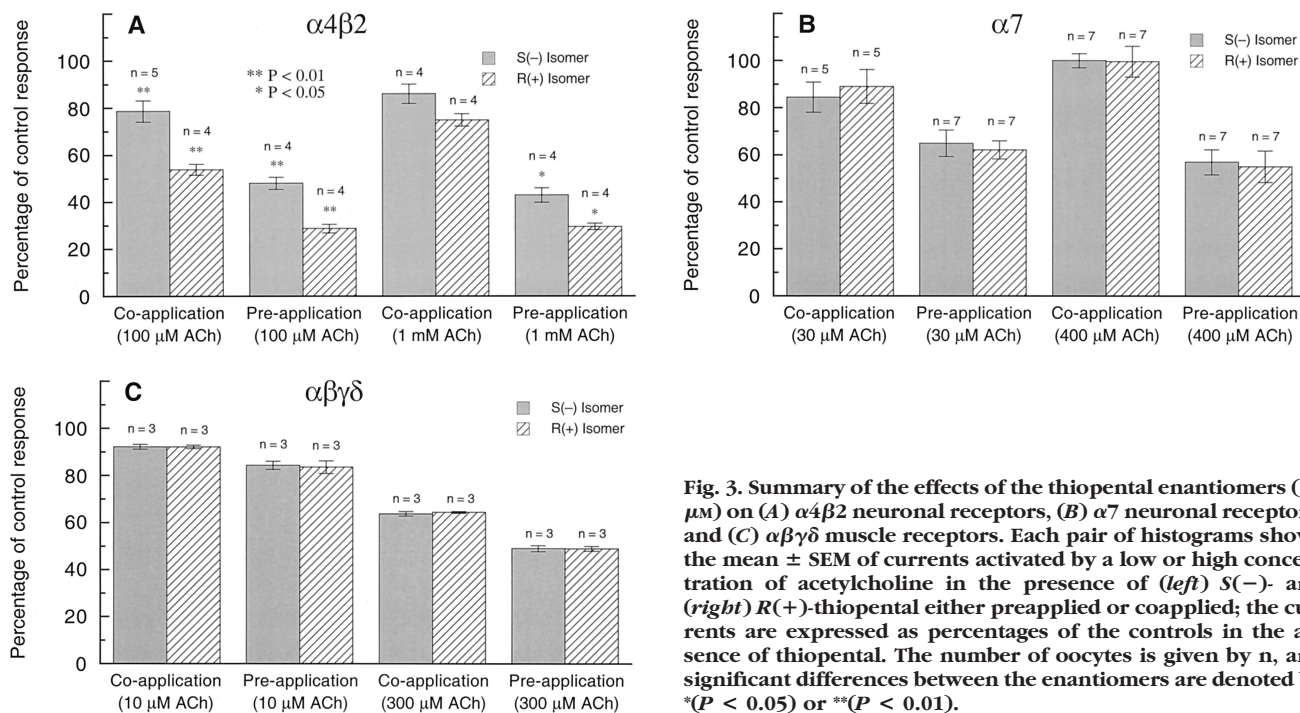 A
α4β2
Percentage of control response
100
80
60
40
20
0
S(−) Isomer
R(+) Isomer
** P < 0.01
* P < 0.05
n = 5
**
n = 4
**
n = 4
**
n = 4
**
n = 4
n = 4
n = 4
*
n = 4
*
Co-application Pre-application Co-application Pre-application
(100 μM ACh) (100 μM ACh) (1 mM ACh) (1 mM ACh)
B
α7
Percentage of control response
100
80
60
40
20
0
S(−) Isomer
R(+) Isomer
n = 5
n = 5
n = 7
n = 7
n = 7
n = 7
n = 7
n = 7
Co-application Pre-application Co-application Pre-application
(30 μM ACh) (30 μM ACh) (400 μM ACh) (400 μM ACh)
C
αβγδ
Percentage of control response
100
80
60
40
20
0
S(−) Isomer
R(+) Isomer
n = 3
n = 3
n = 3
n = 3
n = 3
n = 3
n = 3
n = 3
Co-application Pre-application Co-application Pre-application
(10 μM ACh) (10 μM ACh) (300 μM ACh) (300 μM ACh)
Fig. 3. Summary of the effects of the thiopental enantiomers (
μM) on (A) α4β2 neuronal receptors, (B) α7 neuronal receptor
and (C) αβγδ muscle receptors. Each pair of histograms show
the mean ± SEM of currents activated by a low or high concen
tration of acetylcholine in the presence of (left) S(−)- an
(right) R(+)-thiopental either preapplied or coapplied; the cu
rrents are expressed as percentages of the controls in the a
sence of thiopental. The number of oocytes is given by n, an
significant differences between the enantiomers are denoted
*(P < 0.05) or **(P < 0.01).